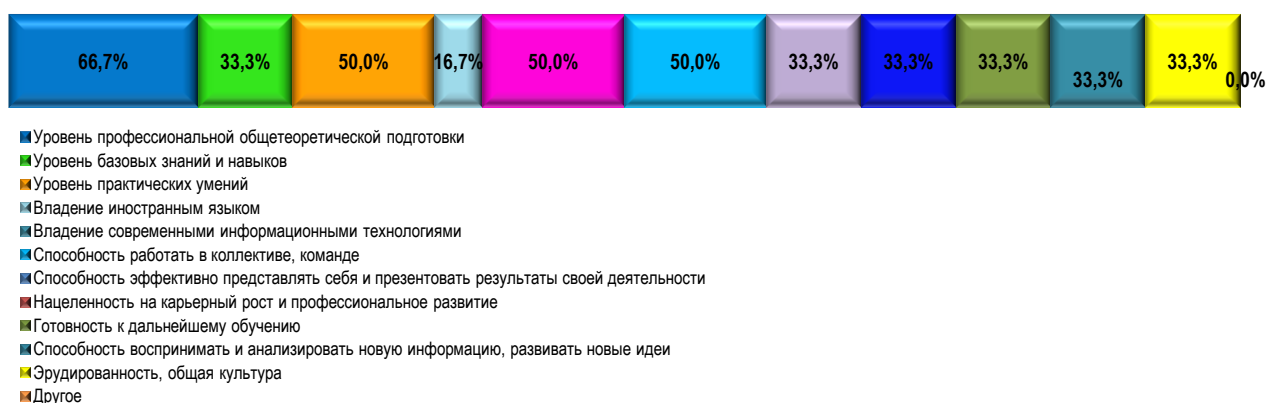 66,7% 33,3% 50,0% 16,7% 50,0% 50,0% 33,3% 33,3% 33,3% 33,3% 33,3% 0,0%
Уровень профессиональной общетеоретической подготовки
Уровень базовых знаний и навыков
Уровень практических умений
Владение иностранным языком
Владение современными информационными технологиями
Способность работать в коллективе, команде
Способность эффективно представлять себя и презентовать результаты своей деятельности
Нацеленность на карьерный рост и профессиональное развитие
Готовность к дальнейшему обучению
Способность воспринимать и анализировать новую информацию, развивать новые идеи
Эрудированность, общая культура
Другое